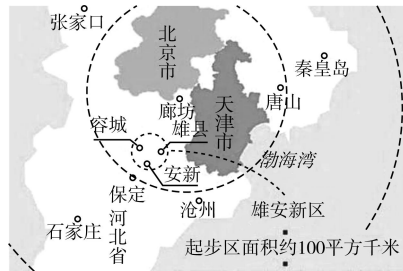 张家口
北京市
秦皇岛
廊坊
唐山
天津市
容城
雄县
渤海湾
安新
保定
沧州
雄安新区
石家庄
河北省
起步区面积约100平方千米